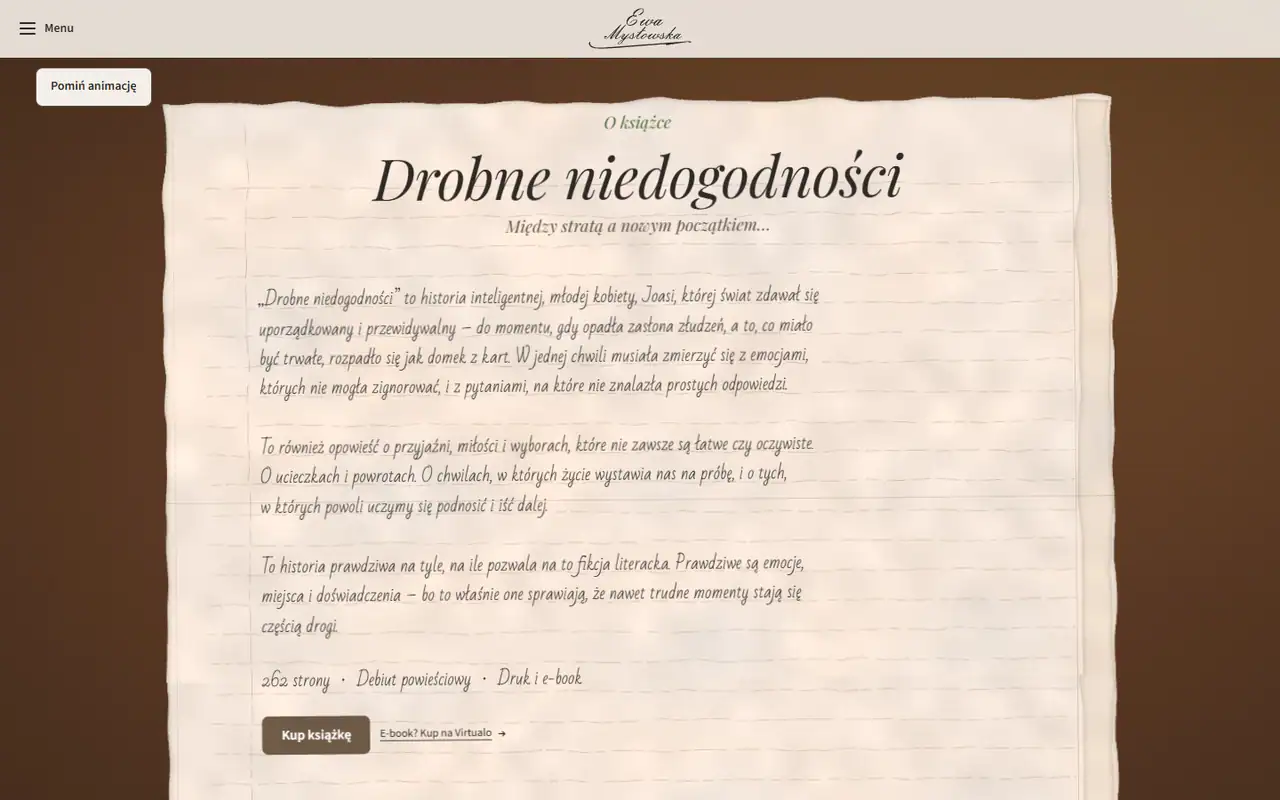 Menu
Ewa
Mysłowska
Pomiń animację
O książce
Drobne niedogodności
Między stratą a nowym początkiem...
„Drobne niedogodności” to historia inteligentnej, młodej kobiety, Joasi, której świat zdawał się
uporządkowany i przewidywalny – do momentu, gdy opadła zasłona złudzeń, a to, co miało
być trwałe, rozpadło się jak domek z kart. W jednej chwili musiała zmierzyć się z emocjami,
których nie mogła zignorować, i z pytaniami, na które nie znalazła prostych odpowiedzi.
To również opowieść o przyjaźni, miłości i wyborach, które nie zawsze są łatwe czy oczywiste.
O ucieczkach i powrotach. O chwilach, w których życie wystawia nas na próbę, i o tych,
w których powoli uczymy się podnosić i iść dalej.
To historia prawdziwa na tyle, na ile pozwala na to fikcja literacka. Prawdziwe są emocje,
miejsca i doświadczenia – bo to właśnie one sprawiają, że nawet trudne momenty stają się
częścią drogi.
262 strony · Debiut powieściowy · Druk i e-book
Kup książkę
E-book? Kup na Virtualo →